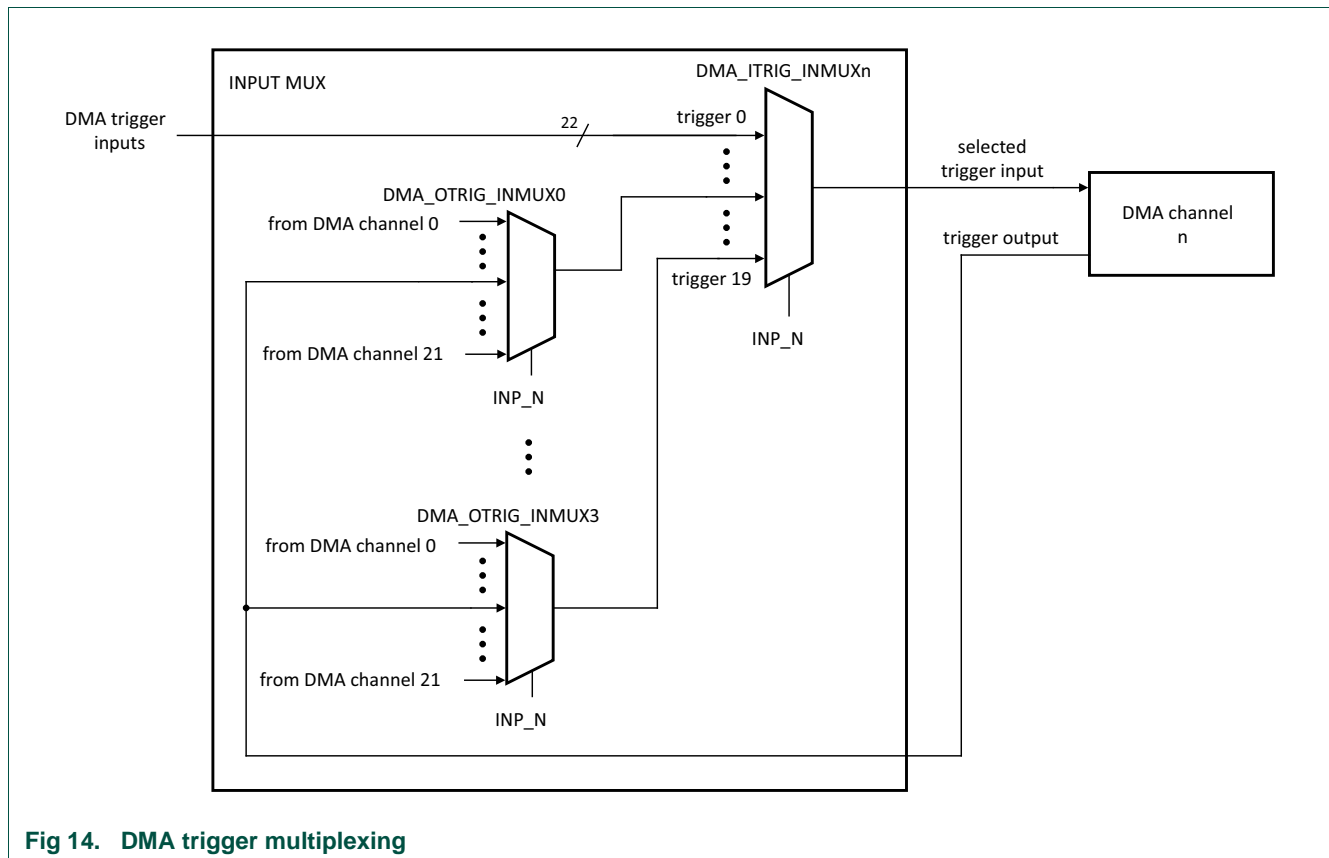 INPUT MUX
DMA_ITRIG_INMUXn
DMA trigger
inputs
22
trigger 0
selected
trigger input
DMA_OTRIG_INMUX0
from DMA channel 0
DMA channel
n
trigger output
trigger 19
INP_N
from DMA channel 21
INP_N
DMA_OTRIG_INMUX3
from DMA channel 0
from DMA channel 21
INP_N
Fig 14. DMA trigger multiplexing